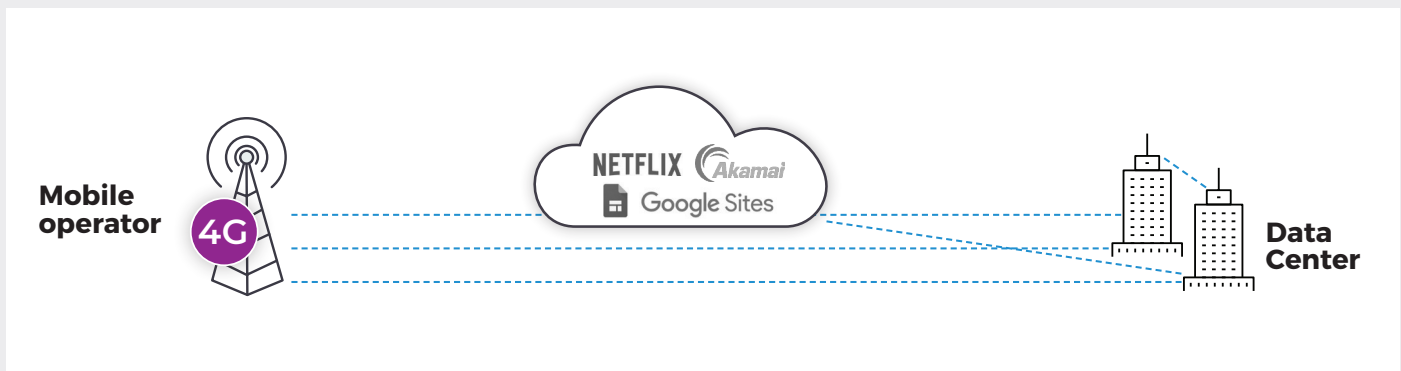 NETFLIX Akamai
Google Sites
Mobile
operator
4G
Data
Center